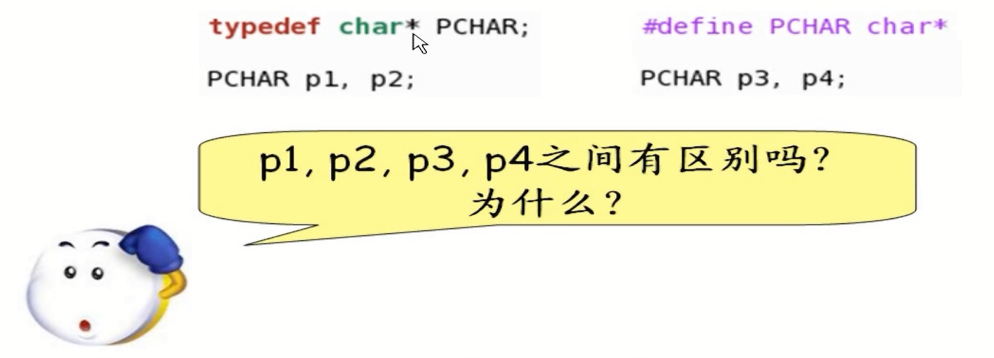 typedef char* PCHAR;
PCHAR p1, p2;
#define PCHAR char*
PCHAR p3, p4;
p1, p2, p3, p4之间有区别吗?
为什么?